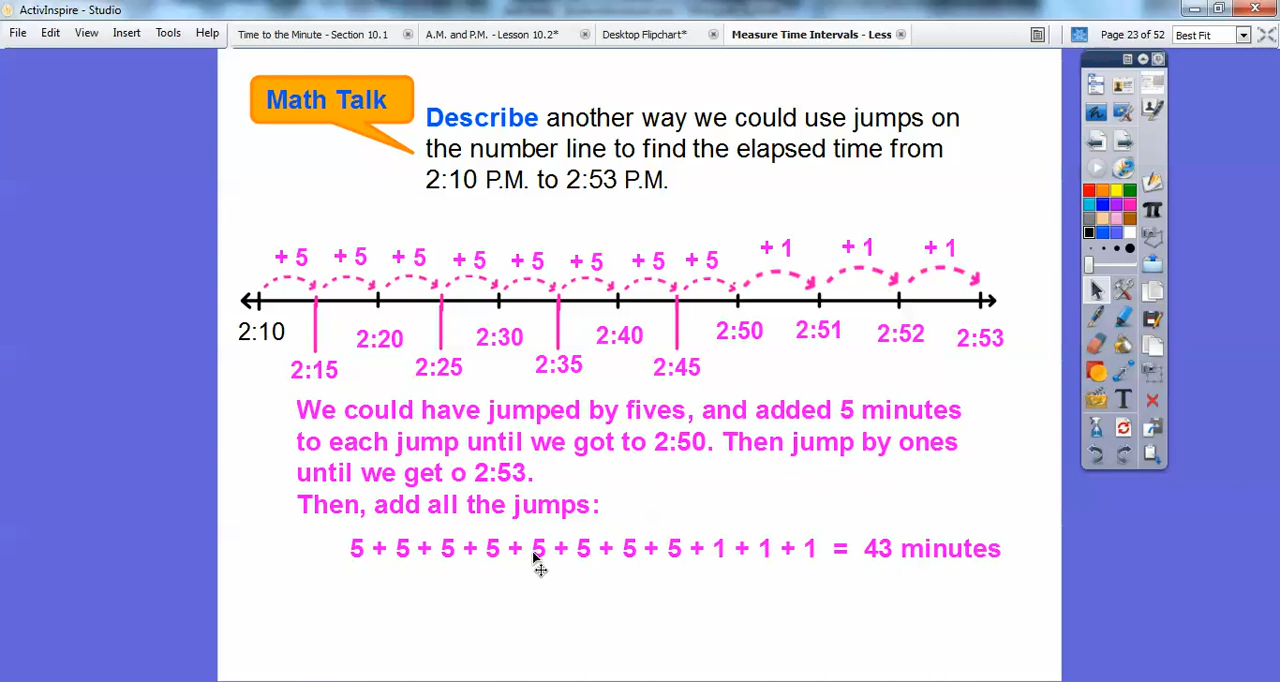 ActivInspire - Studio
File Edit View Insert Tools Help
Time to the Minute - Section 10.1
A.M. and P.M. - Lesson 10.2*
Desktop Flipchart*
Measure Time Intervals - Less
Page 23 of 52
Best Fit
Math Talk
Describe another way we could use jumps on
the number line to find the elapsed time from
2:10 P.M. to 2:53 P.M.
+ 5 + 5 + 5 + 5 + 5 + 5 + 5 + 5 + 1 + 1 + 1
2:10 2:20 2:30 2:40 2:50 2:51 2:52 2:53
2:15 2:25 2:35 2:45
We could have jumped by fives, and added 5 minutes
to each jump until we got to 2:50. Then jump by ones
until we get o 2:53.
Then, add all the jumps:
5 + 5 + 5 + 5 + 5 + 5 + 5 + 5 + 1 + 1 + 1 = 43 minutes